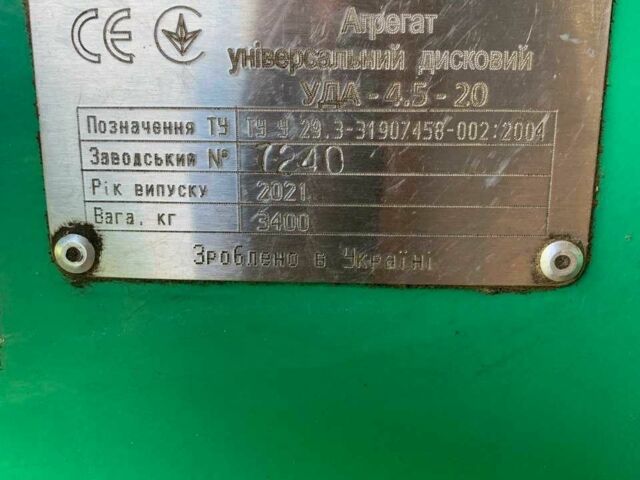 CE
Агрегат
універсальний дисковий
УДА - 4.5 - 20
Позначення ТУ ТУ У 29.3-31907458-002:2004
Заводський № 7240
Рік випуску 2021
Вага, кг 3400
Зроблено в Україні